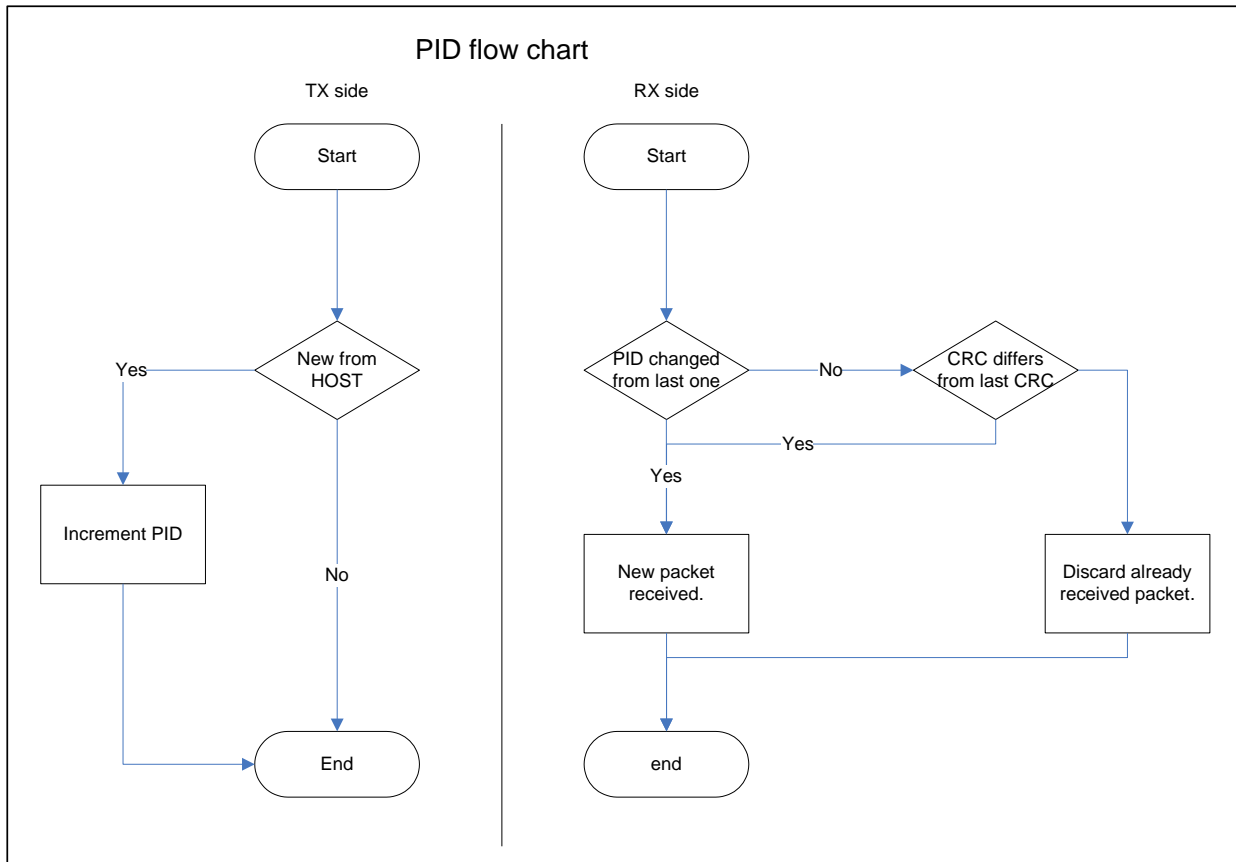 PID flow chart
TX side
Start
New from
HOST
Yes
Increment PID
No
End
RX side
Start
PID changed
from last one
No
CRC differs
from last CRC
Yes
Yes
New packet
received.
Discard already
received packet.
end